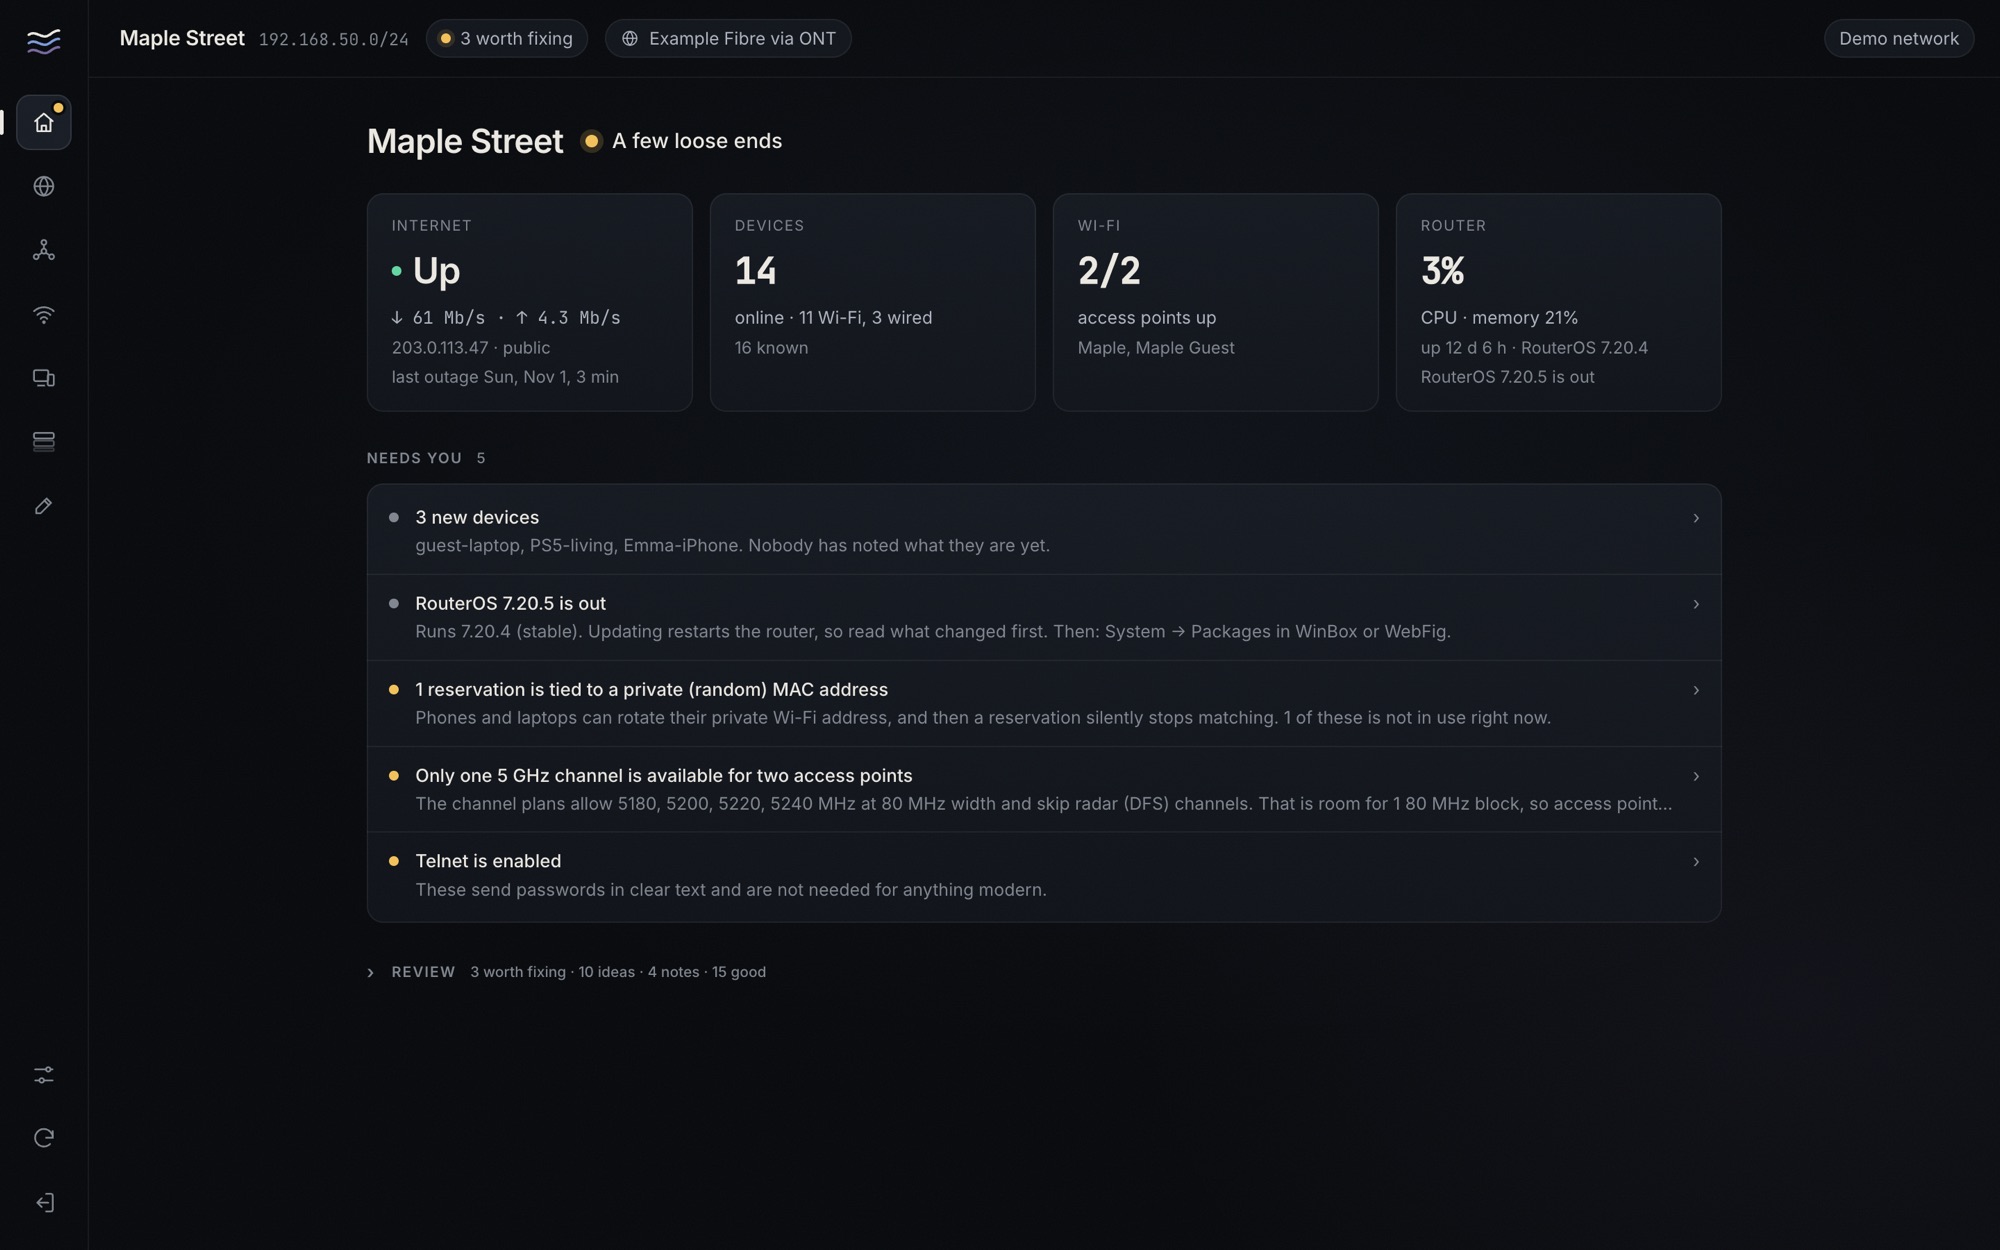 Maple Street 192.168.50.0/24 3 worth fixing Example Fibre via ONT Demo network
Maple Street A few loose ends
INTERNET
Up
↓ 61 Mb/s · ↑ 4.3 Mb/s
203.0.113.47 · public
last outage Sun, Nov 1, 3 min
DEVICES
14
online · 11 Wi-Fi, 3 wired
16 known
WI-FI
2/2
access points up
Maple, Maple Guest
ROUTER
3%
CPU · memory 21%
up 12 d 6 h · RouterOS 7.20.4
RouterOS 7.20.5 is out
NEEDS YOU 5
3 new devices
guest-laptop, PS5-living, Emma-iPhone. Nobody has noted what they are yet.
RouterOS 7.20.5 is out
Runs 7.20.4 (stable). Updating restarts the router, so read what changed first. Then: System → Packages in WinBox or WebFig.
1 reservation is tied to a private (random) MAC address
Phones and laptops can rotate their private Wi-Fi address, and then a reservation silently stops matching. 1 of these is not in use right now.
Only one 5 GHz channel is available for two access points
The channel plans allow 5180, 5200, 5220, 5240 MHz at 80 MHz width and skip radar (DFS) channels. That is room for 1 80 MHz block, so access point...
Telnet is enabled
These send passwords in clear text and are not needed for anything modern.
REVIEW 3 worth fixing · 10 ideas · 4 notes · 15 good